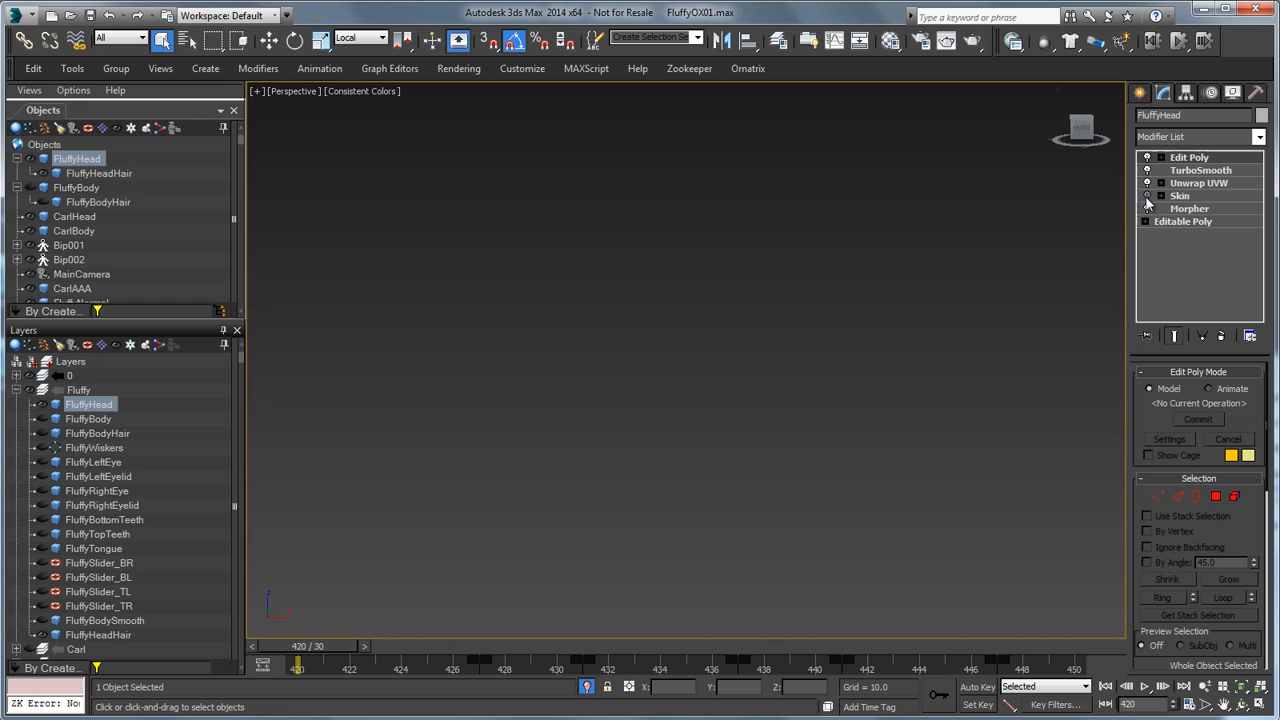 Workspace: Default
Autodesk 3ds Max 2014 x64 - Not for Resale FluffyOX01.max
Type a keyword or phrase
All
Local
Create Selection Se
Edit Tools Group Views Create Modifiers Animation Graph Editors Rendering Customize MAXScript Help Zookeeper Ornatrix
Views Options Help
[+] [Perspective] [Consistent Colors]
FRONT
Objects
Objects
FluffyHead
FluffyHeadHair
FluffyBody
FluffyBodyHair
CarlHead
CarlBody
Bip001
Bip002
MainCamera
CarlAAA
By Create...
Layers
Layers
0
Fluffy
FluffyHead
FluffyBody
FluffyBodyHair
FluffyWiskers
FluffyLeftEye
FluffyLeftEyelid
FluffyRightEye
FluffyRightEyelid
FluffyBottomTeeth
FluffyTopTeeth
FluffyTongue
FluffySlider_BR
FluffySlider_BL
FluffySlider_TL
FluffySlider_TR
FluffyBodySmooth
FluffyHeadHair
Carl
By Create...
FluffyHead
Modifier List
Edit Poly
TurboSmooth
Unwrap UVW
Skin
Morpher
Editable Poly
Edit Poly Mode
Model Animate
<No Current Operation>
Commit
Settings Cancel
Show Cage
Selection
Use Stack Selection
By Vertex
Ignore Backfacing
By Angle: 45.0
Shrink Grow
Ring Loop
Get Stack Selection
Preview Selection
Off SubObj Multi
Whole Object Selected
z
< 420 / 30 >
420 422 424 426 428 430 432 434 436 438 440 442 444 446 448 450
1 Object Selected
X: Y: Z: Grid = 10.0
Auto Key Selected
ZK Error: No
Click or click-and-drag to select objects
Add Time Tag
Set Key Key Filters... 420